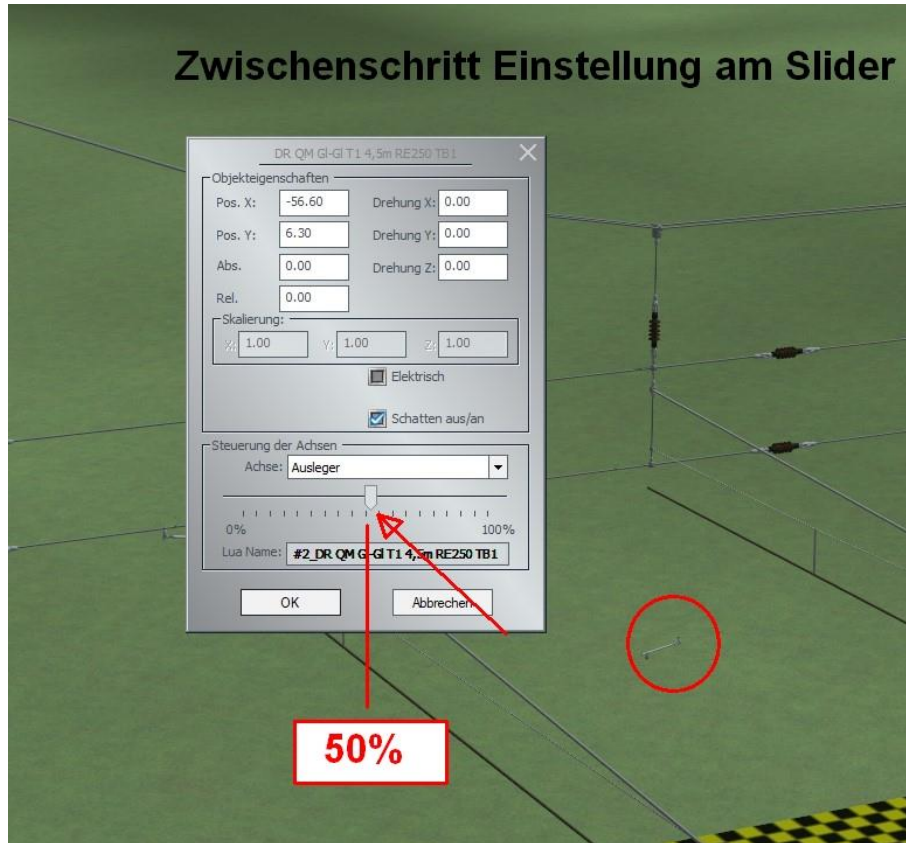 Zwischenschritt Einstellung am Slider
DR QM Gl-Gl T1 4,5m RE250 TB1
Objekteigenschaften
Pos. X: -56.60 Drehung X: 0.00
Pos. Y: 6.30 Drehung Y: 0.00
Abs. 0.00 Drehung Z: 0.00
Rel. 0.00
Skalierung:
X: 1.00 Y: 1.00 Z: 1.00
Elektrisch
Schatten aus/an
Steuerung der Achsen
Achse: Ausleger
0% 100%
Lua Name: #2_DR QM Gl-Gl T1 4,5m RE250 TB1
OK Abbrechen
50%